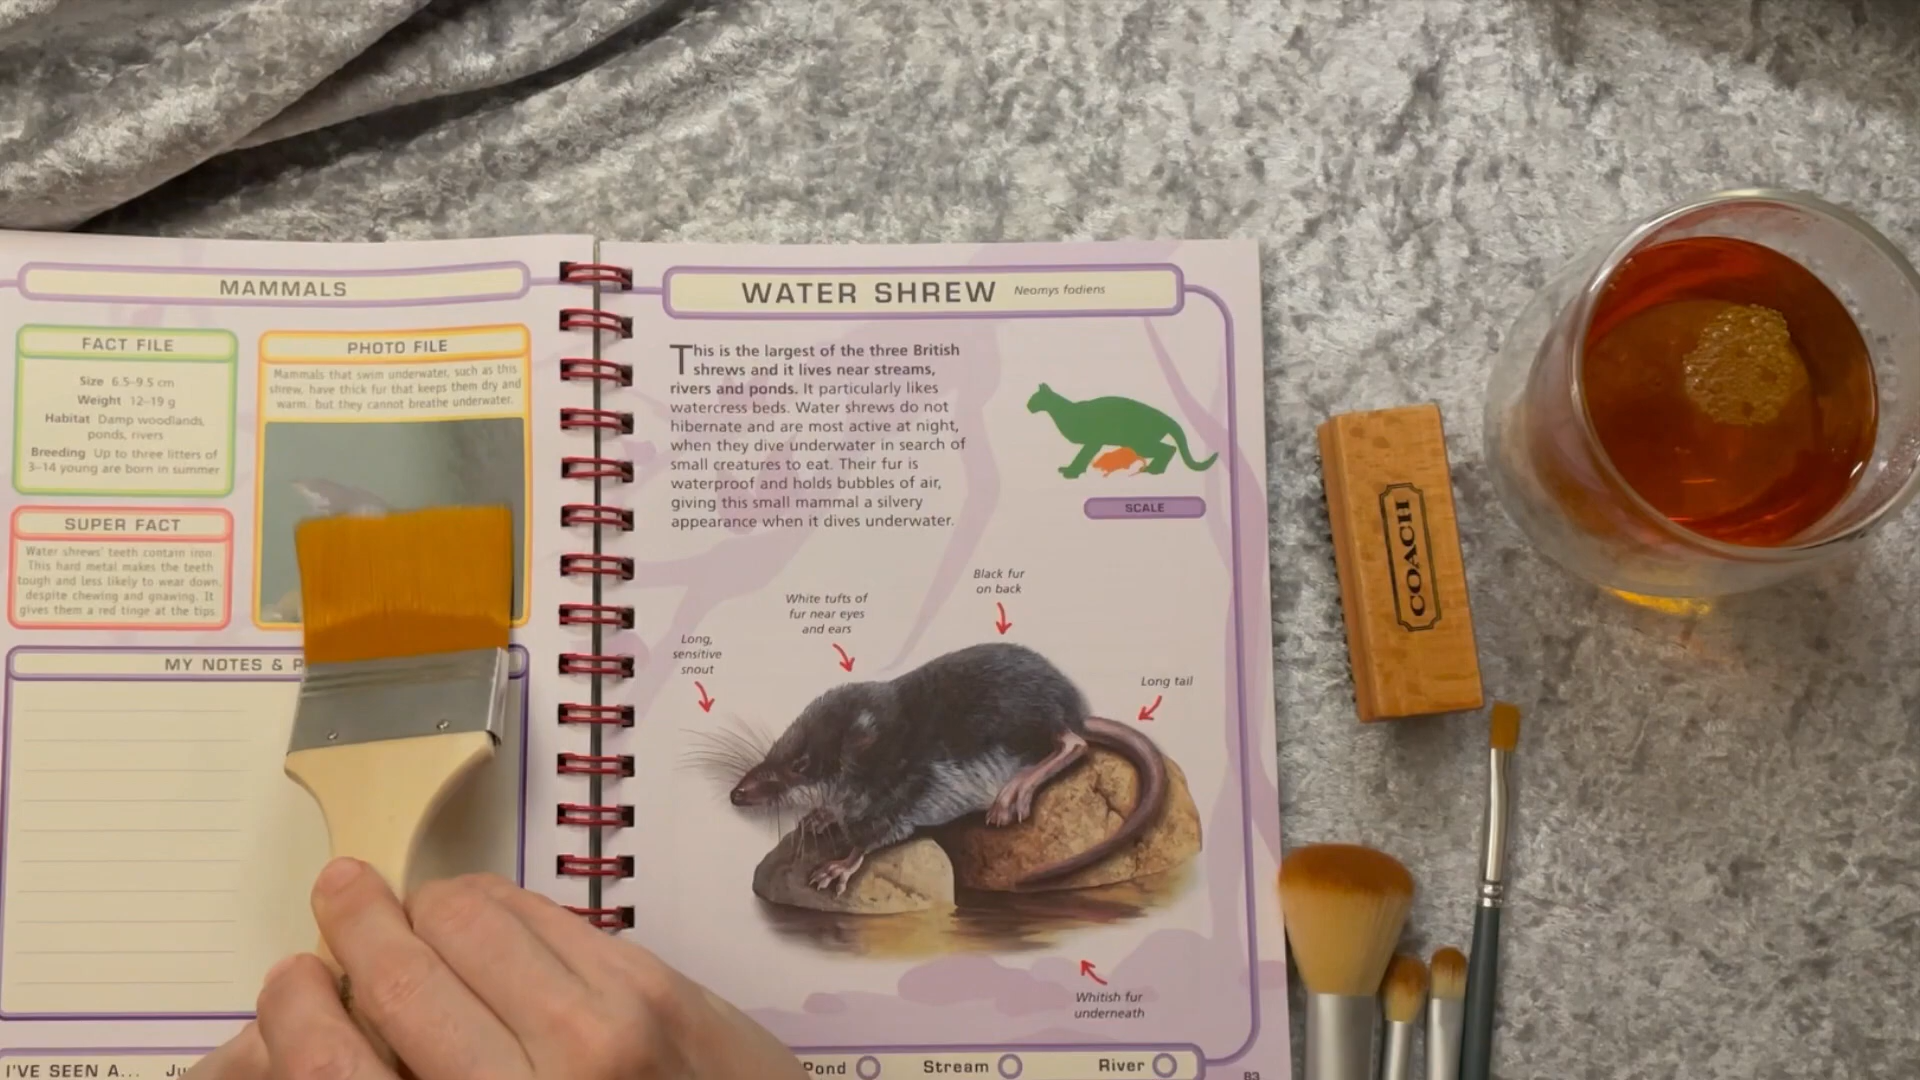 MAMMALS
FACT FILE
Size 6.5–9.5 cm
Weight 12–19 g
Habitat Damp woodlands,
ponds, rivers
Breeding Up to three litters of
3–14 young are born in summer
SUPER FACT
Water shrews' teeth contain iron.
This hard metal makes the teeth
tough and less likely to wear down,
despite chewing and gnawing. It
gives them a red tinge at the tips.
PHOTO FILE
Mammals that swim underwater, such as this
shrew, have thick fur that keeps them dry and
warm, but they cannot breathe underwater.
MY NOTES & P
I'VE SEEN A...
WATER SHREW Neomys fodiens
This is the largest of the three British
shrews and it lives near streams,
rivers and ponds. It particularly likes
watercress beds. Water shrews do not
hibernate and are most active at night,
when they dive underwater in search of
small creatures to eat. Their fur is
waterproof and holds bubbles of air,
giving this small mammal a silvery
appearance when it dives underwater.
SCALE
Black fur
on back
White tufts of
fur near eyes
and ears
Long,
sensitive
snout
Long tail
Whitish fur
underneath
Pond
Stream
River
83
COACH